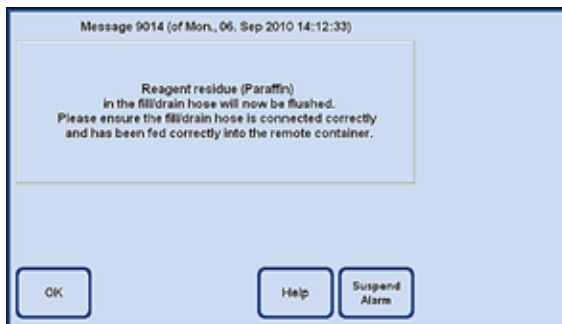 Message 9014 (of Mon., 06. Sep 2010 14:12:33)
Reagent residue (Paraffin)
in the fill/drain hose will now be flushed.
Please ensure the fill/drain hose is connected correctly
and has been fed correctly into the remote container.
OK
Help
Suspend
Alarm